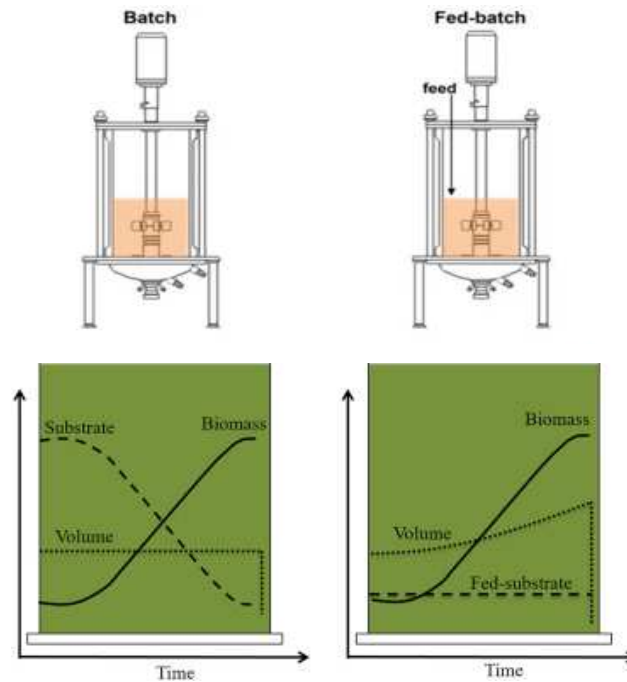 Batch
Fed-batch
feed
Substrate
Biomass
Volume
Time
Biomass
Volume
Fed-substrate
Time